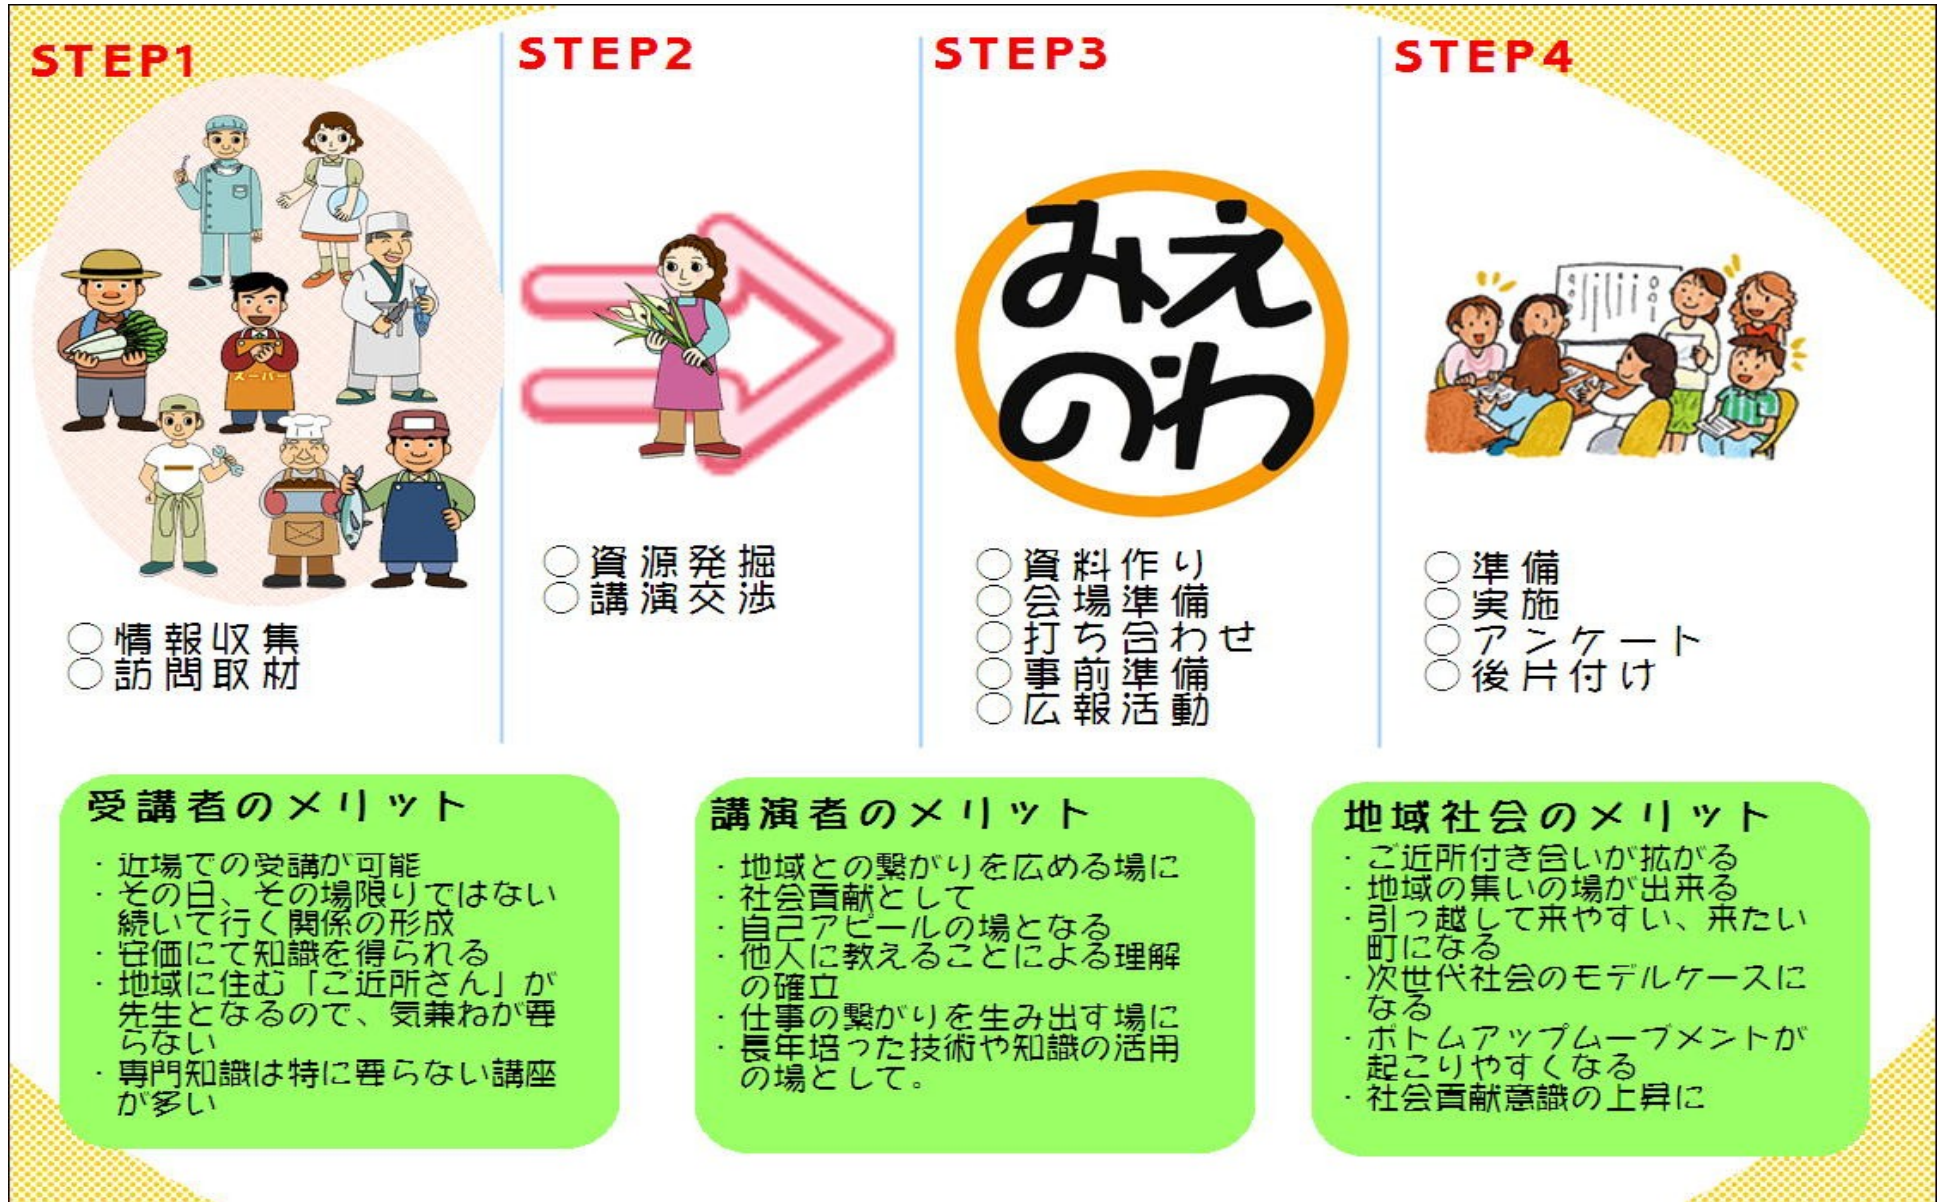 STEP1
スーパー
○情報収集
○訪問取材
STEP2
○資源発掘
○講演交渉
STEP3
みえ
のわ
○資料作り
○会場準備
○打ち合わせ
○事前準備
○広報活動
STEP4
○準備
○実施
○アンケート
○後片付け
受講者のメリット
・近場での受講が可能
・その日、その場限りではない
続いて行く関係の形成
・安価にて知識を得られる
・地域に住む「ご近所さん」が
先生となるので、気兼ねが要
らない
・専門知識は特に要らない講座
が多い
講演者のメリット
・地域との繋がりを広める場に
・社会貢献として
・自己アピールの場となる
・他人に教えることによる理解
の確立
・仕事の繋がりを生み出す場に
・長年培った技術や知識の活用
の場として。
地域社会のメリット
・ご近所付き合いが拡がる
・地域の集いの場が出来る
・引っ越して来やすい、来たい
町になる
・次世代社会のモデルケースに
なる
・ボトムアップムーブメントが
起こりやすくなる
・社会貢献意識の上昇に